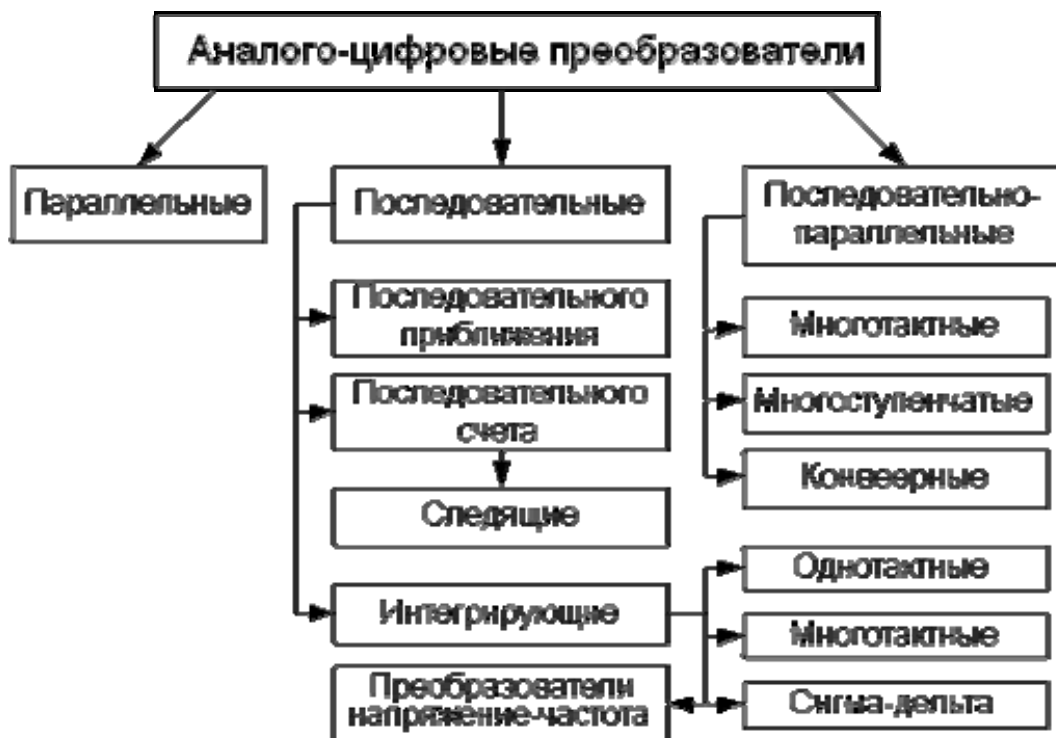 Аналого-цифровые преобразователи
Параллельные
Последовательные
Последовательно-
параллельные
Последовательного
приближения
Многотактные
Последовательного
счета
Многоступенчатые
Следящие
Конвеерные
Интегрирующие
Однотактные
Многотактные
Преобразователи
напряжение-частота
Сигма-дельта